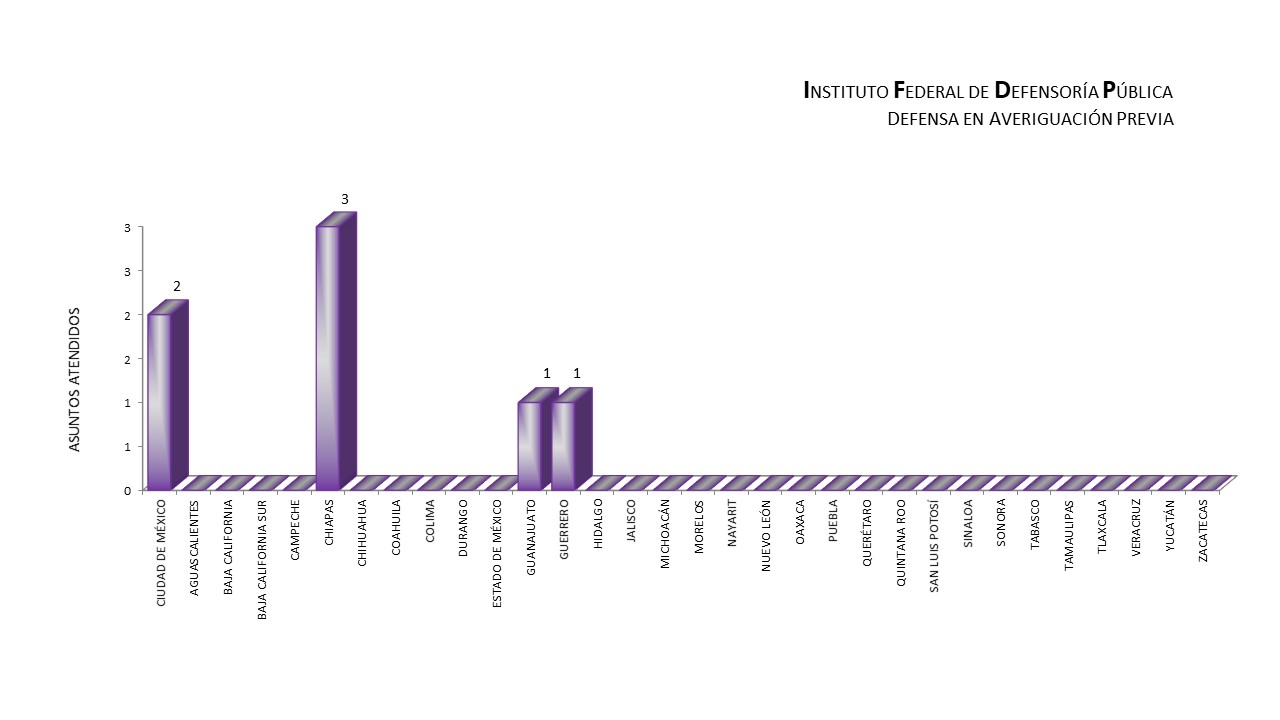 INSTITUTO FEDERAL DE DEFENSORÍA PÚBLICA
DEFENSA EN AVERIGUACIÓN PREVIA
ASUNTOS ATENDIDOS
3
3
2
2
1
1
0
2
3
1
1
CIUDAD DE MÉXICO
AGUASCALIENTES
BAJA CALIFORNIA
BAJA CALIFORNIA SUR
CAMPECHE
CHIAPAS
CHIHUAHUA
COAHUILA
COLIMA
DURANGO
ESTADO DE MÉXICO
GUANAJUATO
GUERRERO
HIDALGO
JALISCO
MICHOACÁN
MORELOS
NAYARIT
NUEVO LEÓN
OAXACA
PUEBLA
QUERÉTARO
QUINTANA ROO
SAN LUIS POTOSÍ
SINALOA
SONORA
TABASCO
TAMAULIPAS
TLAXCALA
VERACRUZ
YUCATÁN
ZACATECAS